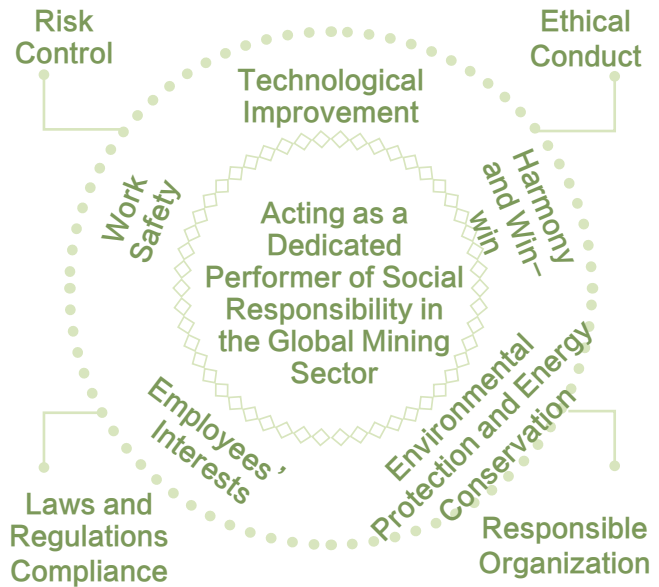 Risk
Control
Ethical
Conduct
Technological
Improvement
Work
Safety
Harmony
and Win–
win
Acting as a
Dedicated
Performer of Social
Responsibility in
the Global Mining
Sector
Employees’
Interests
Environmental
Protection and Energy
Conservation
Laws and
Regulations
Compliance
Responsible
Organization